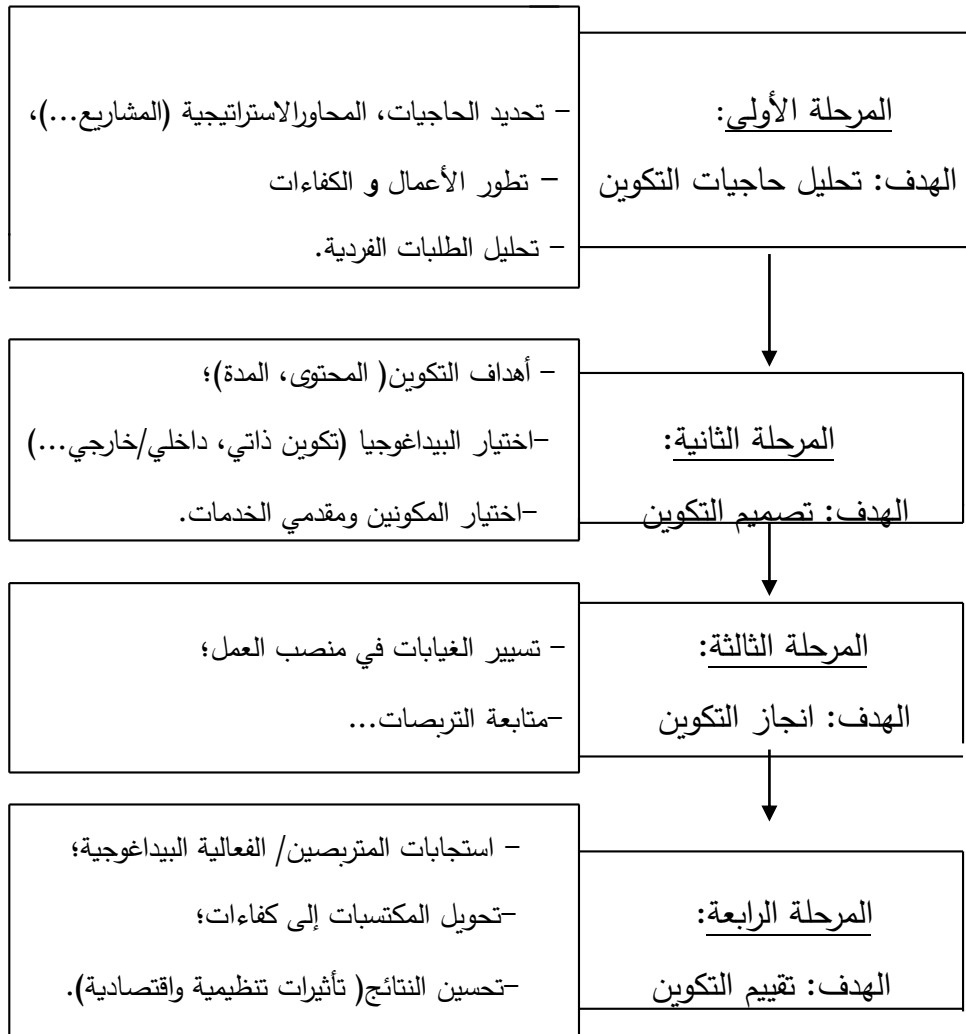 المرحلة الأولى:
الهدف: تحليل حاجيات التكوين
- تحديد الحاجيات، المحاورالاستراتيجية (المشاريع...)،
- تطور الأعمال و الكفاءات
- تحليل الطلبات الفردية.
المرحلة الثانية:
الهدف: تصميم التكوين
- أهداف التكوين( المحتوى، المدة)؛
-اختيار البيداغوجيا (تكوين ذاتي، داخلي/خارجي...)
-اختيار المكونين ومقدمي الخدمات.
المرحلة الثالثة:
الهدف: انجاز التكوين
- تسيير الغيابات في منصب العمل؛
-متابعة التربصات...
المرحلة الرابعة:
الهدف: تقييم التكوين
- استجابات المتربصين/ الفعالية البيداغوجية؛
-تحويل المكتسبات إلى كفاءات؛
-تحسين النتائج( تأثيرات تنظيمية واقتصادية).